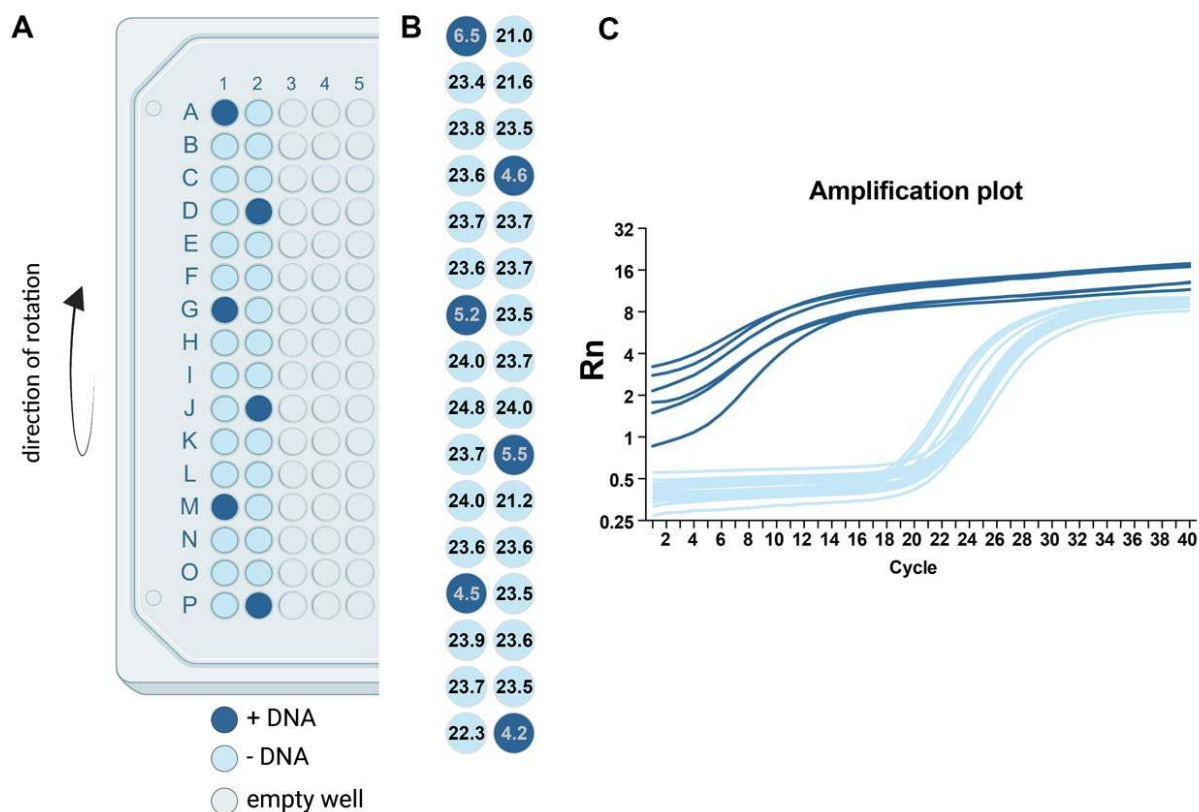 A
1 2 3 4 5
A
B
C
D
E
F
G
H
I
J
K
L
M
N
O
P
direction of rotation
+ DNA
- DNA
empty well
B
6.5 21.0
23.4 21.6
23.8 23.5
23.6 4.6
23.7 23.7
23.6 23.7
5.2 23.5
24.0 23.7
24.8 24.0
23.7 5.5
24.0 21.2
23.6 23.6
4.5 23.5
23.9 23.6
23.7 23.5
22.3 4.2
C
Amplification plot
Rn
32
16
8
4
2
1
0.5
0.25
2 4 6 8 10 12 14 16 18 20 22 24 26 28 30 32 34 36 38 40
Cycle